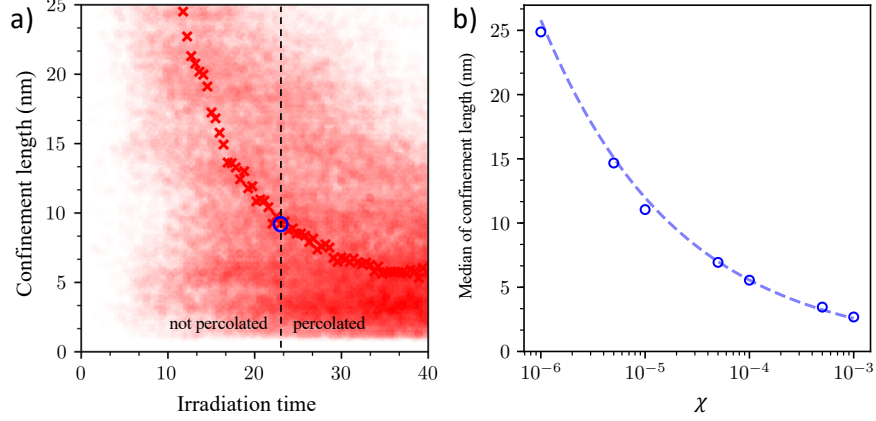 a)
Confinement length (nm)
25
20
15
10
5
0
not percolated
percolated
0
10
20
30
40
Irradiation time
b)
Median of confinement length (nm)
25
20
15
10
5
0
10⁻⁶
10⁻⁵
10⁻⁴
10⁻³
χ